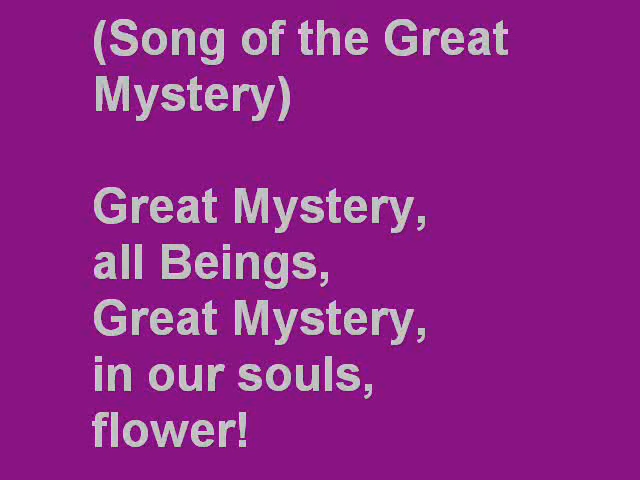 (Song of the Great
Mystery)
Great Mystery,
all Beings,
Great Mystery,
in our souls,
flower!